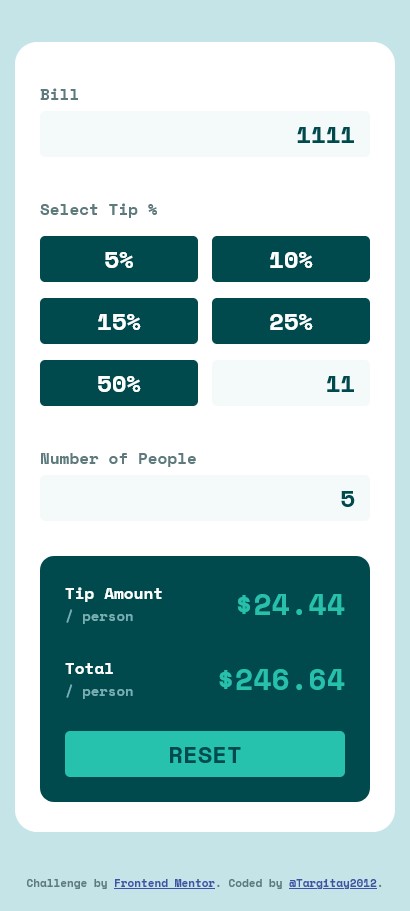 Bill
1111
Select Tip %
5%
10%
15%
25%
50%
11
Number of People
5
Tip Amount
/ person
$24.44
Total
/ person
$246.64
RESET
Challenge by Frontend Mentor. Coded by @Targitay2012.